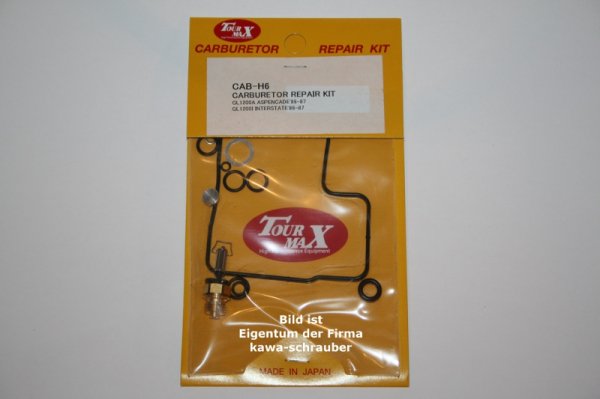 TOUR MAX
CARBURETOR REPAIR KIT
CAB-H6
CARBURETOR REPAIR KIT
GL1200A ASPENCADE'86-87
GL1200I INTERSTATE'86-87
TOUR
MAX
Equipment
Bild ist
Eigentum der Firma
kawa-schrauber
MADE IN JAPAN